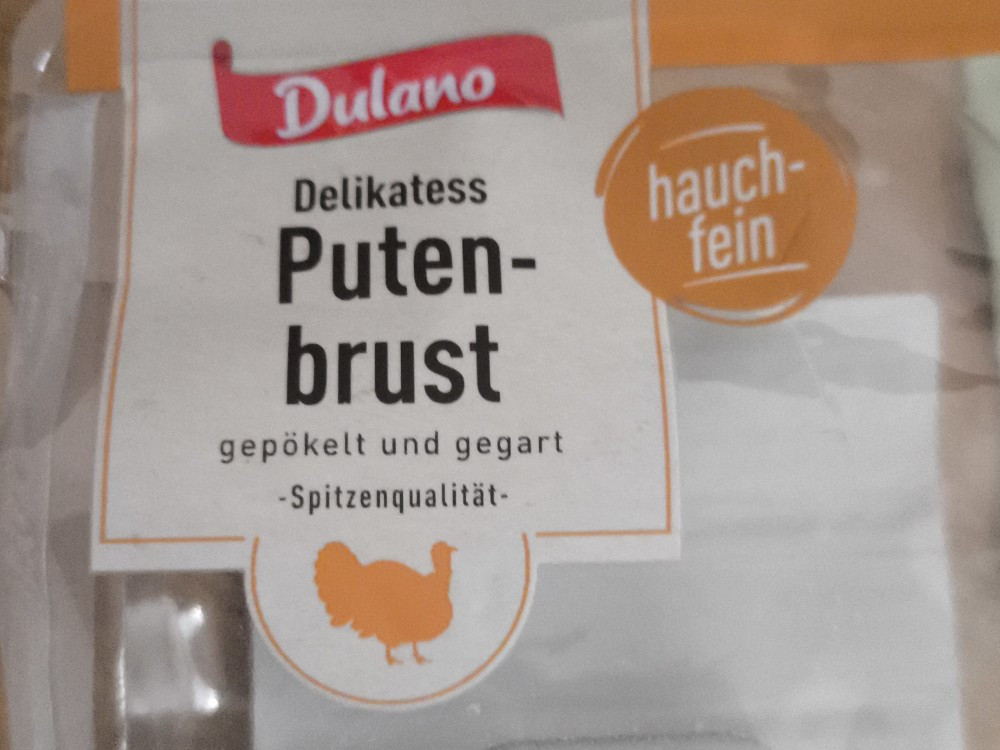 Dulano
Delikatess
Puten-
brust
gepökelt und gegart
-Spitzenqualität-
hauch-
fein